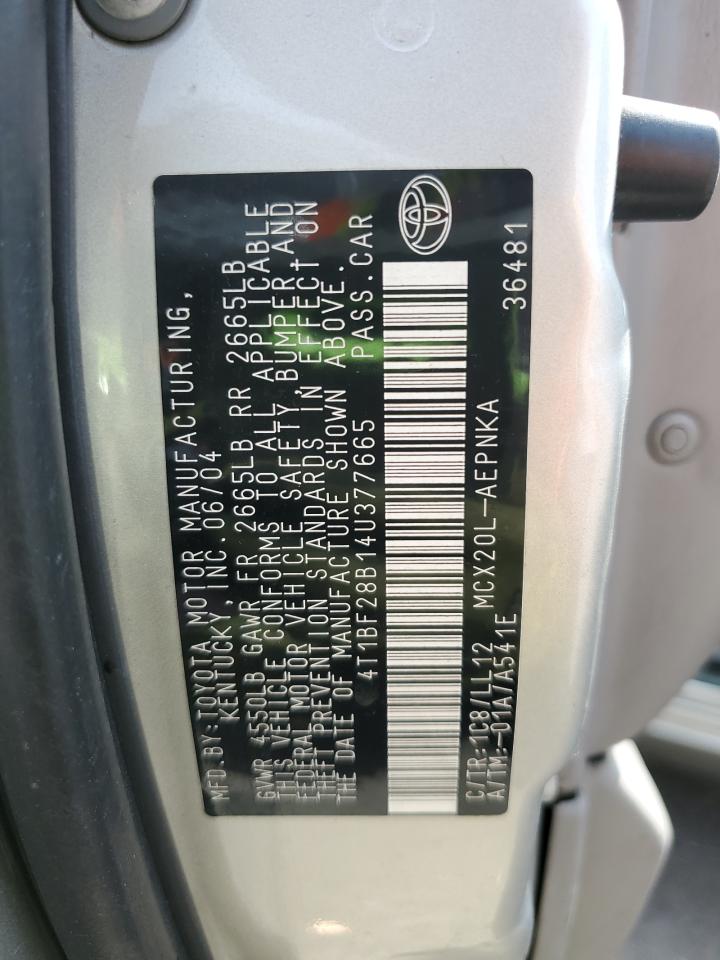 MFD.BY:TOYOTA MOTOR MANUFACTURING,
KENTUCKY, INC.06/04
GVWR 4550LB GAWR FR 2665LB RR 2665LB
THIS VEHICLE CONFORMS TO ALL APPLICABLE
FEDERAL MOTOR VEHICLE SAFETY, BUMPER, AND
THEFT PREVENTION STANDARDS IN EFFECT ON
THE DATE OF MANUFACTURE SHOWN ABOVE.
4T1BF28B14U377665 PASS.CAR
C/TR:1C8/LL12 MCX20L-AEPNKA 36481
A/TM:-01A/A541E